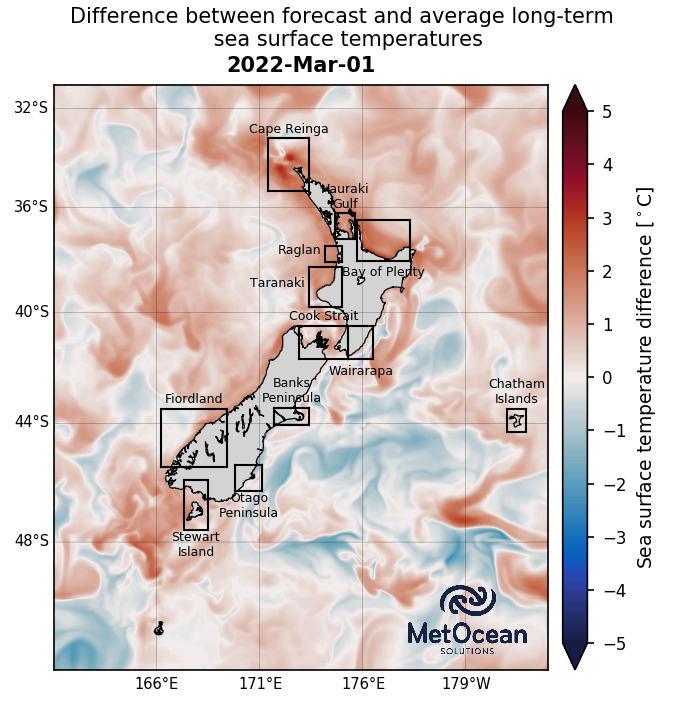 Difference between forecast and average long-term
sea surface temperatures
2022-Mar-01
32°S
36°S
40°S
44°S
48°S
166°E
171°E
176°E
179°W
Cape Reinga
Hauraki
Gulf
Raglan
Bay of Plenty
Taranaki
Cook Strait
Wairarapa
Banks
Peninsula
Fiordland
Chatham
Islands
Otago
Peninsula
Stewart
Island
MetOcean
SOLUTIONS
5
4
3
2
1
0
−1
−2
−3
−4
−5
Sea surface temperature difference [°C]